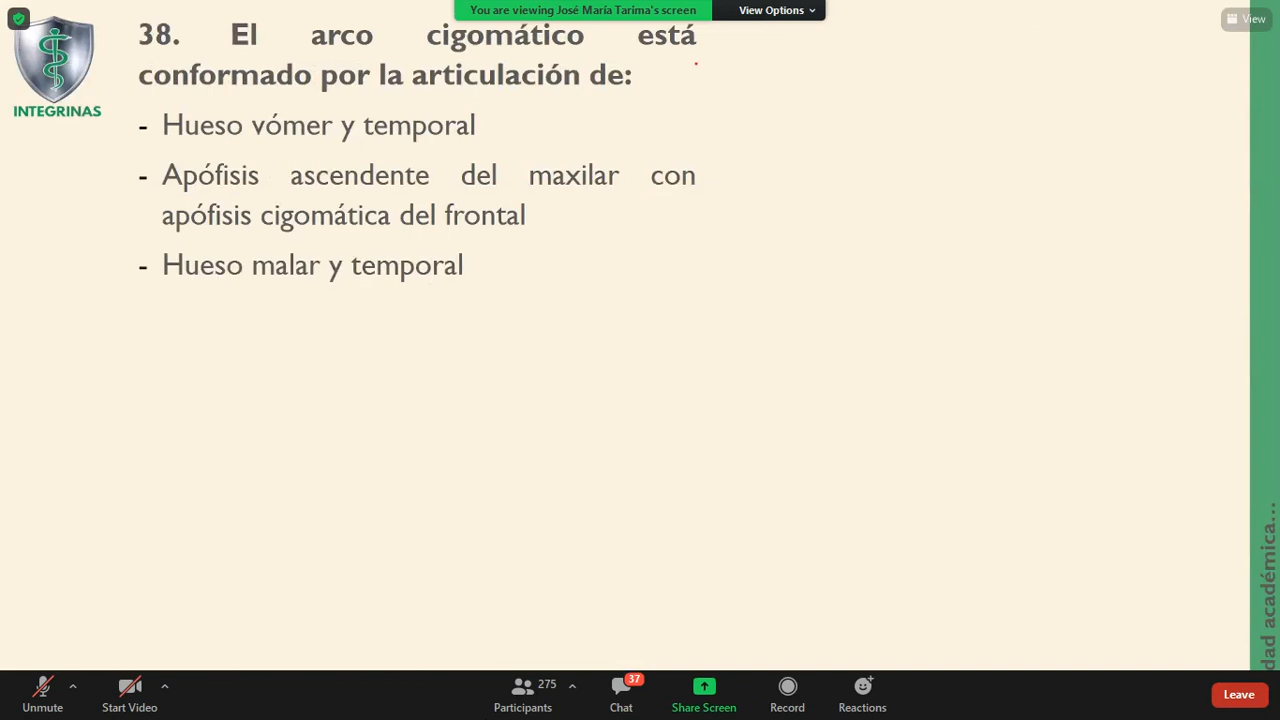 You are viewing José María Tarima's screen
View Options
View
INTEGRINAS
38. El arco cigomático está
conformado por la articulación de:
- Hueso vómer y temporal
- Apófisis ascendente del maxilar con
apófisis cigomática del frontal
- Hueso malar y temporal
dad académica...
Unmute
Start Video
275
Participants
37
Chat
Share Screen
Record
Reactions
Leave